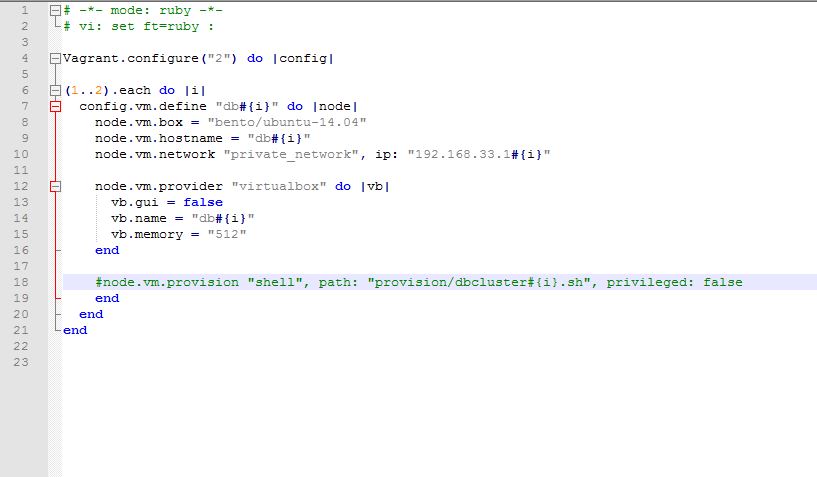 1 # -*- mode: ruby -*-
2 # vi: set ft=ruby :
3
4 Vagrant.configure("2") do |config|
5
6 (1..2).each do |i|
7   config.vm.define "db#{i}" do |node|
8     node.vm.box = "bento/ubuntu-14.04"
9     node.vm.hostname = "db#{i}"
10     node.vm.network "private_network", ip: "192.168.33.1#{i}"
11
12     node.vm.provider "virtualbox" do |vb|
13       vb.gui = false
14       vb.name = "db#{i}"
15       vb.memory = "512"
16     end
17
18     #node.vm.provision "shell", path: "provision/dbcluster#{i}.sh", privileged: false
19     end
20   end
21 end
22
23